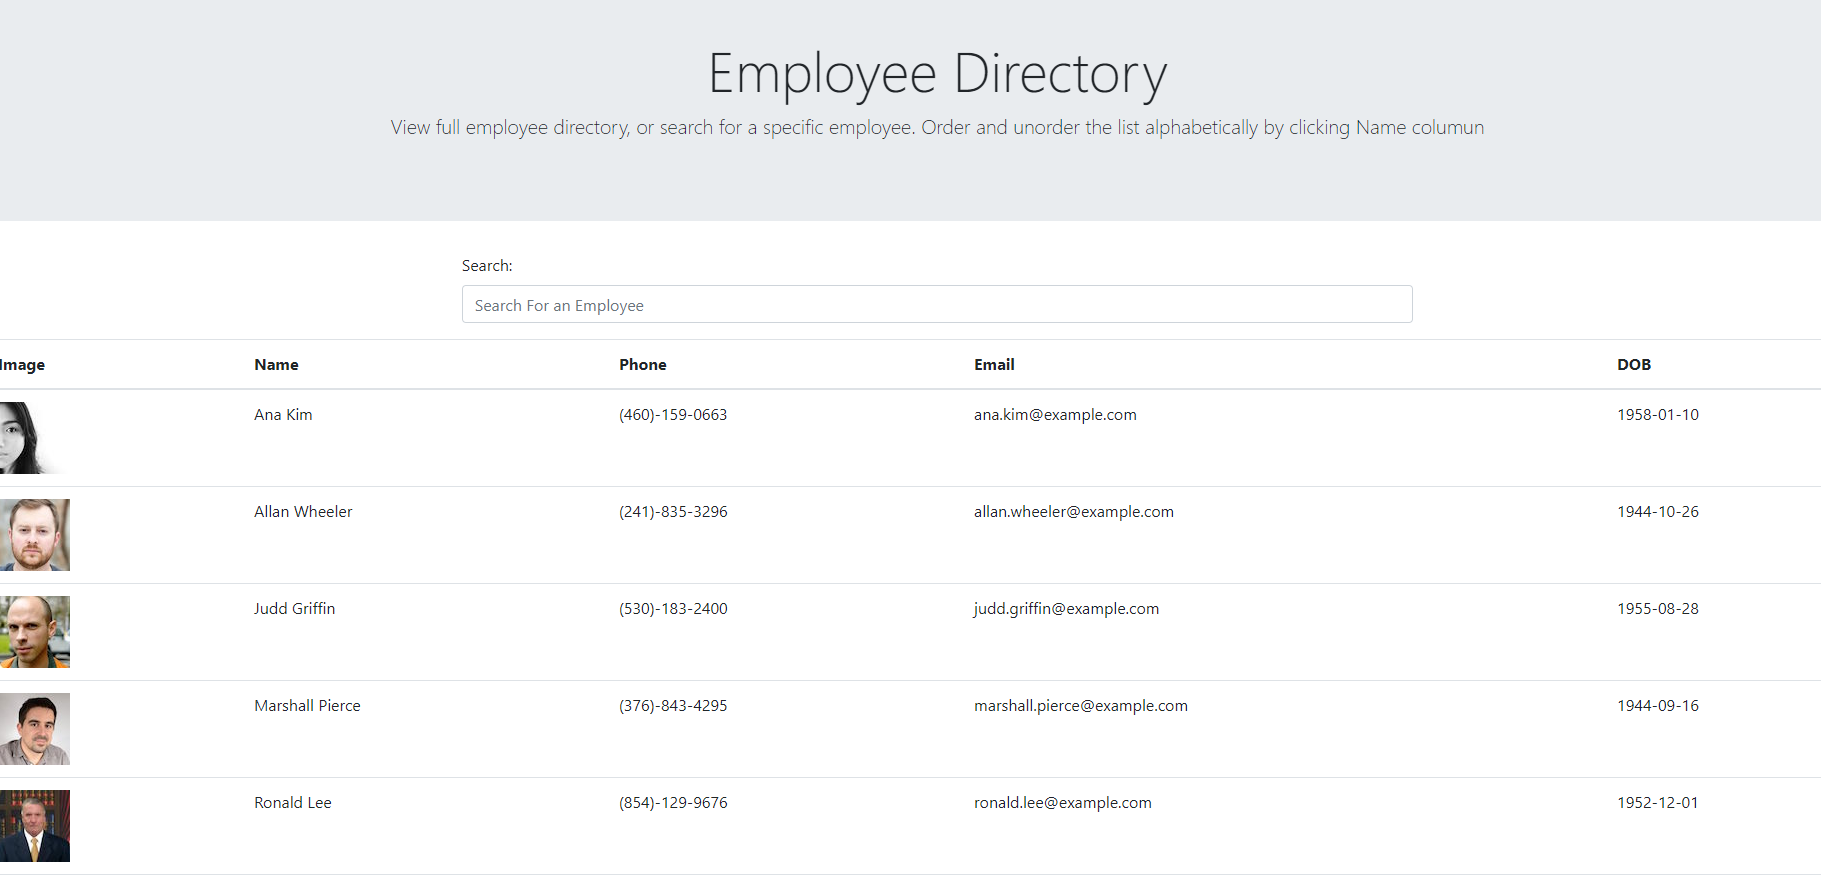 Employee Directory
View full employee directory, or search for a specific employee. Order and unorder the list alphabetically by clicking Name columun
Search:
Search For an Employee
Image Name Phone Email DOB
Ana Kim (460)-159-0663 ana.kim@example.com 1958-01-10
Allan Wheeler (241)-835-3296 allan.wheeler@example.com 1944-10-26
Judd Griffin (530)-183-2400 judd.griffin@example.com 1955-08-28
Marshall Pierce (376)-843-4295 marshall.pierce@example.com 1944-09-16
Ronald Lee (854)-129-9676 ronald.lee@example.com 1952-12-01